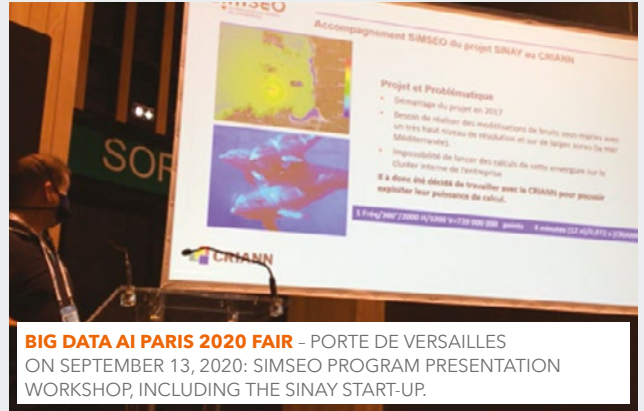 SIMSEO
Accompagnement SiMSEO du projet SINAY au CRIANN
Projet et Problématique
Démarrage du projet en 2017
Besoin de réaliser des modélisations de bruits sous-marins avec
un très haut niveau de résolution et sur de larges zones (la mer
Méditerranée).
Impossibilité de lancer des calculs de cette envergure sur le
cluster interne de l'entreprise
Il a donc été décidé de travailler avec le CRIANN pour pouvoir
exploiter leur puissance de calcul.
points 4 minutes
SOR
CRIANN
BIG DATA AI PARIS 2020 FAIR – PORTE DE VERSAILLES
ON SEPTEMBER 13, 2020: SIMSEO PROGRAM PRESENTATION
WORKSHOP, INCLUDING THE SINAY START-UP.